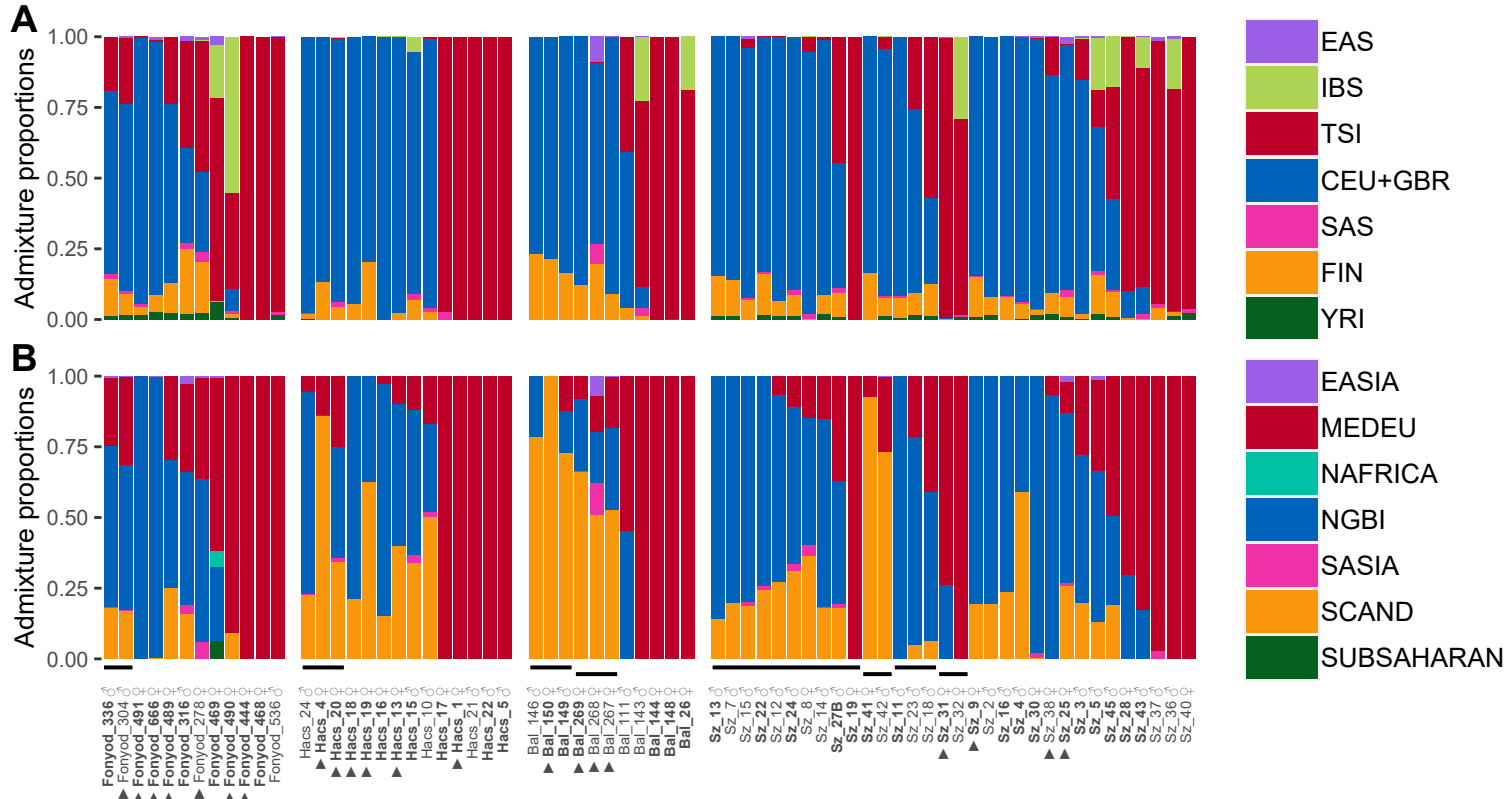 A
Admixture proportions
1.00
0.75
0.50
0.25
0.00
EAS
IBS
TSI
CEU+GBR
SAS
FIN
YRI
B
Admixture proportions
1.00
0.75
0.50
0.25
0.00
EASIA
MEDEU
NAFRICA
NGBI
SASIA
SCAND
SUBSAHARAN
Fonyod_336 ♂
▲ Fonyod_304 ♂
▲ Fonyod_491 ♀
▲ Fonyod_666 ♀
▲ Fonyod_489 ♀
Fonyod_316 ♂
▲ Fonyod_278 ♀
Fonyod_469 ♀
▲ Fonyod_490 ♀
▲ Fonyod_444 ♀
Fonyod_468 ♂
Fonyod_536 ♂
Hacs_24 ♂
▲ Hacs_4 ♀
▲ Hacs_20 ♀
▲ Hacs_18 ♀
▲ Hacs_19 ♀
Hacs_16 ♀
▲ Hacs_13 ♀
Hacs_15 ♂
Hacs_10 ♂
Hacs_17 ♂
▲ Hacs_1 ♀
Hacs_21 ♂
Hacs_22 ♂
Hacs_5 ♂
Bal_146 ♂
▲ Bal_150 ♀
Bal_149 ♂
▲ Bal_269 ♀
▲ Bal_268 ♀
▲ Bal_267 ♀
Bal_111 ♂
Bal_143 ♂
Bal_144 ♀
Bal_148 ♀
Bal_26 ♀
Sz_13 ♂
Sz_7 ♂
Sz_15 ♂
Sz_12 ♂
Sz_22 ♂
Sz_24 ♂
Sz_8 ♀
Sz_14 ♂
Sz_27B ♂
Sz_19 ♀
Sz_41 ♀
Sz_42 ♂
Sz_11 ♂
Sz_23 ♂
Sz_18 ♂
▲ Sz_31 ♀
Sz_32 ♀
▲ Sz_9 ♀
Sz_2 ♂
Sz_16 ♂
Sz_4 ♂
Sz_30 ♀
▲ Sz_38 ♂
▲ Sz_25 ♀
Sz_3 ♂
Sz_5 ♂
Sz_45 ♀
Sz_28 ♀
Sz_43 ♂
Sz_37 ♂
Sz_36 ♂
Sz_40 ♀